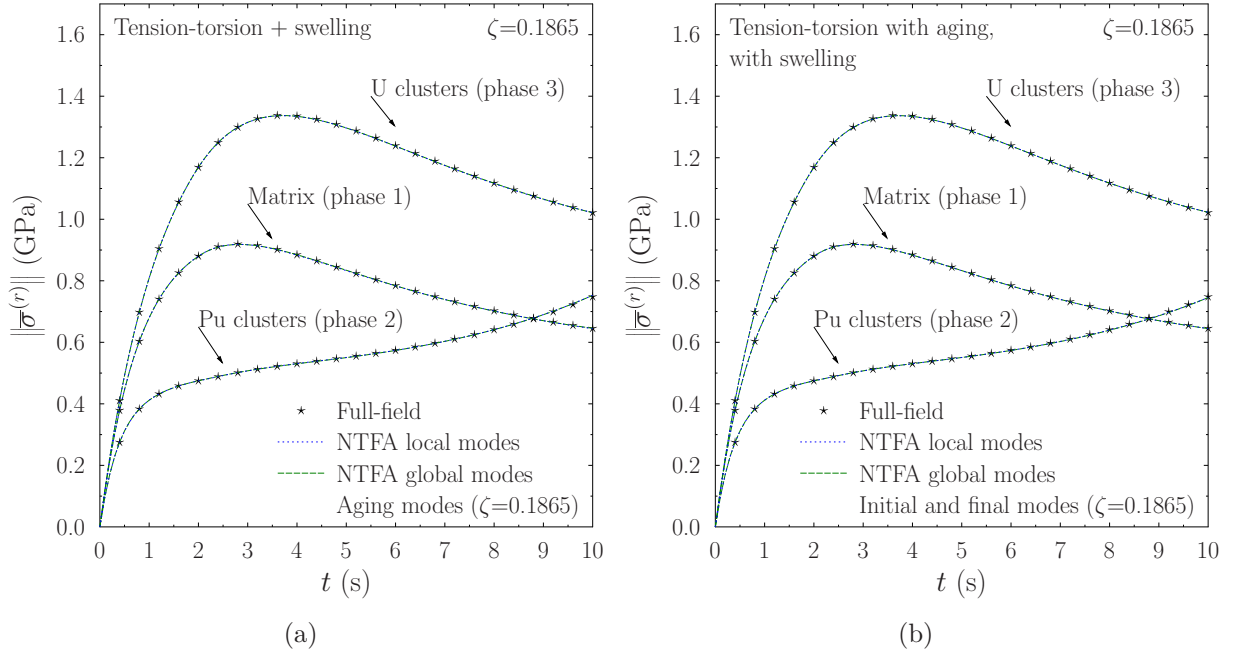 Tension-torsion + swelling
ζ=0.1865
U clusters (phase 3)
Matrix (phase 1)
Pu clusters (phase 2)
Full-field
NTFA local modes
NTFA global modes
Aging modes (ζ=0.1865)
‖σ̿^(r)‖ (GPa)
1.6
1.4
1.2
1.0
0.8
0.6
0.4
0.2
0.0
0 1 2 3 4 5 6 7 8 9 10
t (s)
(a)
Tension-torsion with aging,
with swelling
ζ=0.1865
U clusters (phase 3)
Matrix (phase 1)
Pu clusters (phase 2)
Full-field
NTFA local modes
NTFA global modes
Initial and final modes (ζ=0.1865)
‖σ̿^(r)‖ (GPa)
1.6
1.4
1.2
1.0
0.8
0.6
0.4
0.2
0.0
0 1 2 3 4 5 6 7 8 9 10
t (s)
(b)